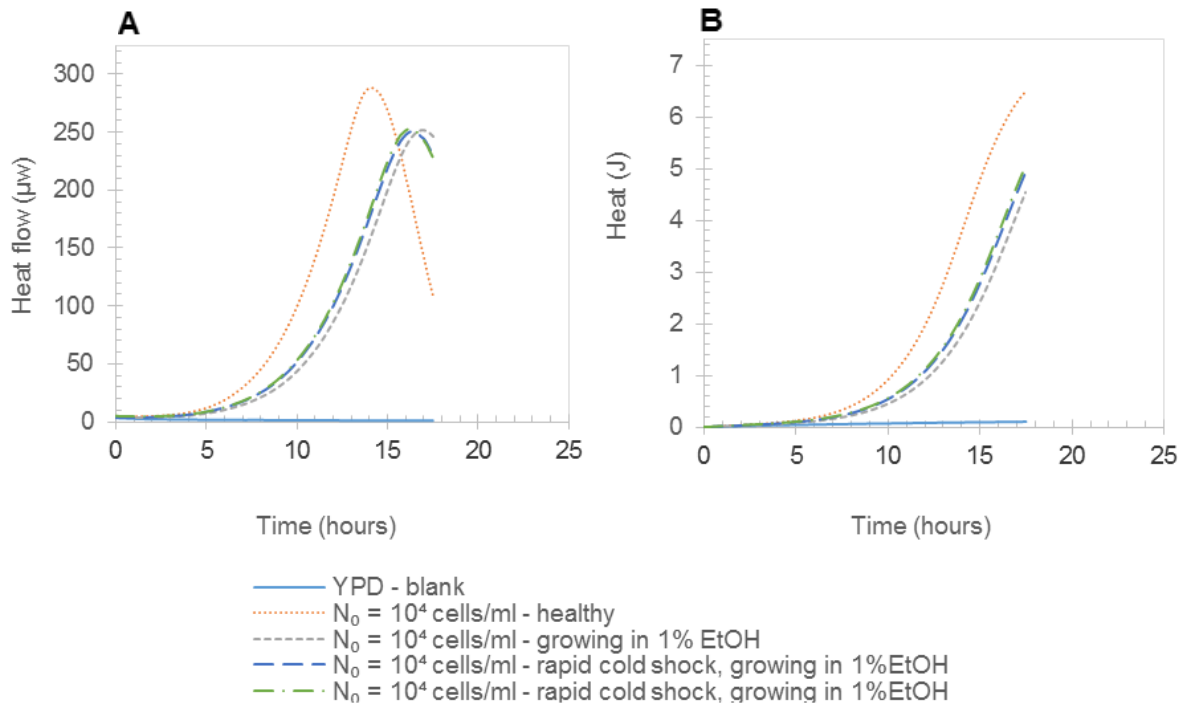 A
B
300
250
200
150
100
50
0
Heat flow (µw)
0 5 10 15 20 25
Time (hours)
7
6
5
4
3
2
1
0
Heat (J)
0 5 10 15 20 25
Time (hours)
YPD - blank
N₀ = 10⁴ cells/ml - healthy
N₀ = 10⁴ cells/ml - growing in 1% EtOH
N₀ = 10⁴ cells/ml - rapid cold shock, growing in 1%EtOH
N₀ = 10⁴ cells/ml - rapid cold shock, growing in 1%EtOH